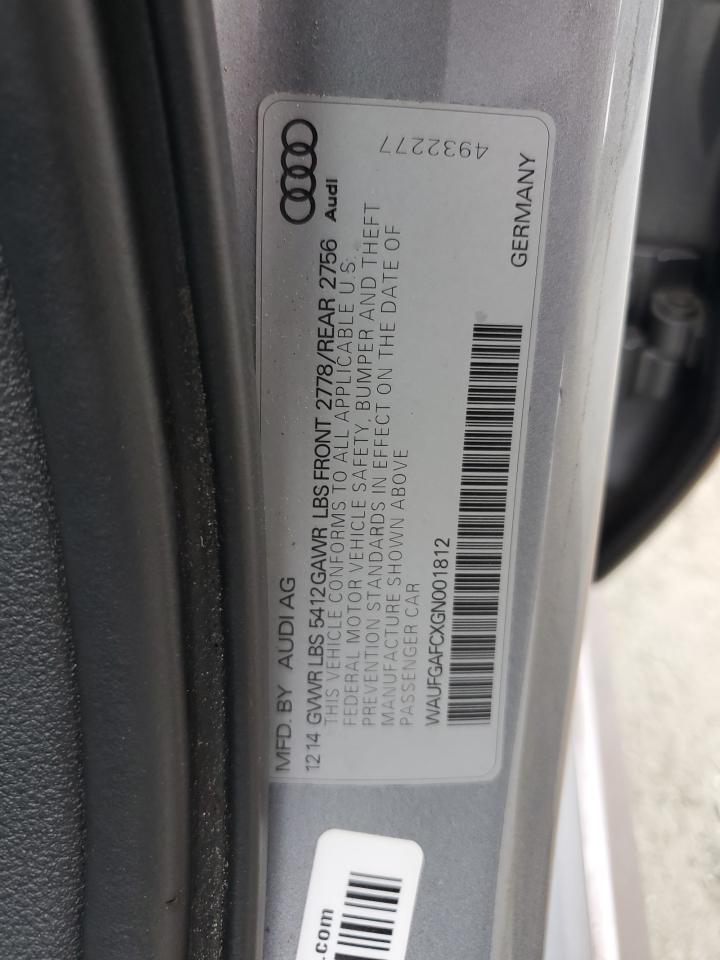 MFD. BY AUDI AG
Audi
12 14 GVWR LBS 5412 GAWR LBS FRONT 2778/REAR 2756
THIS VEHICLE CONFORMS TO ALL APPLICABLE U.S.
FEDERAL MOTOR VEHICLE SAFETY, BUMPER AND THEFT
PREVENTION STANDARDS IN EFFECT ON THE DATE OF
MANUFACTURE SHOWN ABOVE
PASSENGER CAR
WAUFGAFCXGN001812
GERMANY
4932277
.com